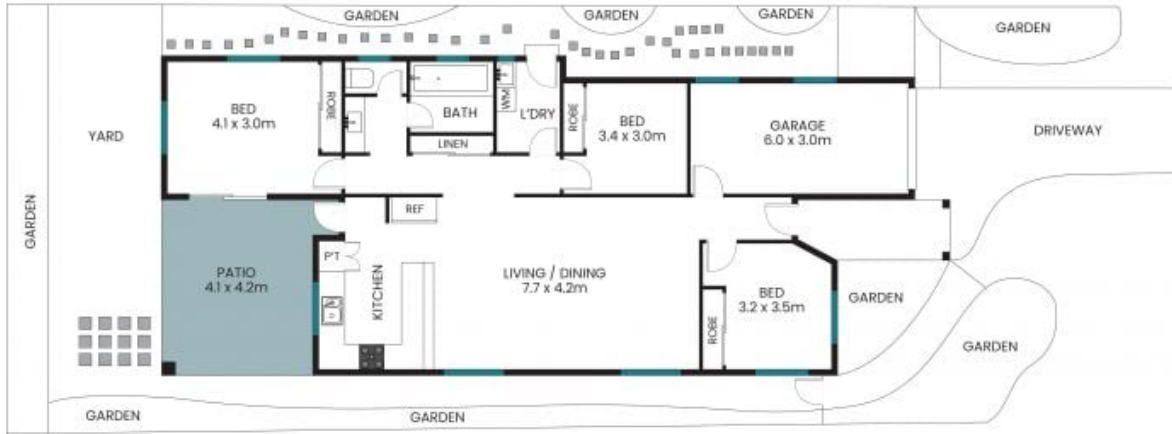 GARDEN
GARDEN
GARDEN
GARDEN
YARD
BED
4.1 x 3.0m
ROBE
BATH
LINEN
WM
L'DRY
ROBE
BED
3.4 x 3.0m
GARAGE
6.0 x 3.0m
DRIVEWAY
GARDEN
REF
P'T
PATIO
4.1 x 4.2m
KITCHEN
LIVING / DINING
7.7 x 4.2m
ROBE
BED
3.2 x 3.5m
GARDEN
GARDEN
GARDEN
GARDEN